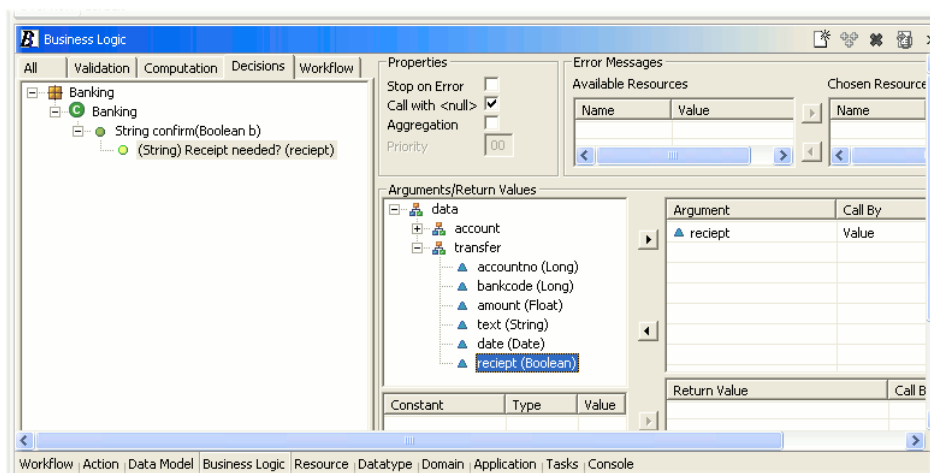 Business Logic
All Validation Computation Decisions Workflow
Banking
Banking
String confirm(Boolean b)
(String) Receipt needed? (reciept)
Properties
Stop on Error
Call with <null>
Aggregation
Priority 00
Error Messages
Available Resources Chosen Resource
Name Value Name
Arguments/Return Values
data
account
transfer
accountno (Long)
bankcode (Long)
amount (Float)
text (String)
date (Date)
reciept (Boolean)
Argument Call By
reciept Value
Constant Type Value
Return Value Call B
Workflow Action Data Model Business Logic Resource Datatype Domain Application Tasks Console